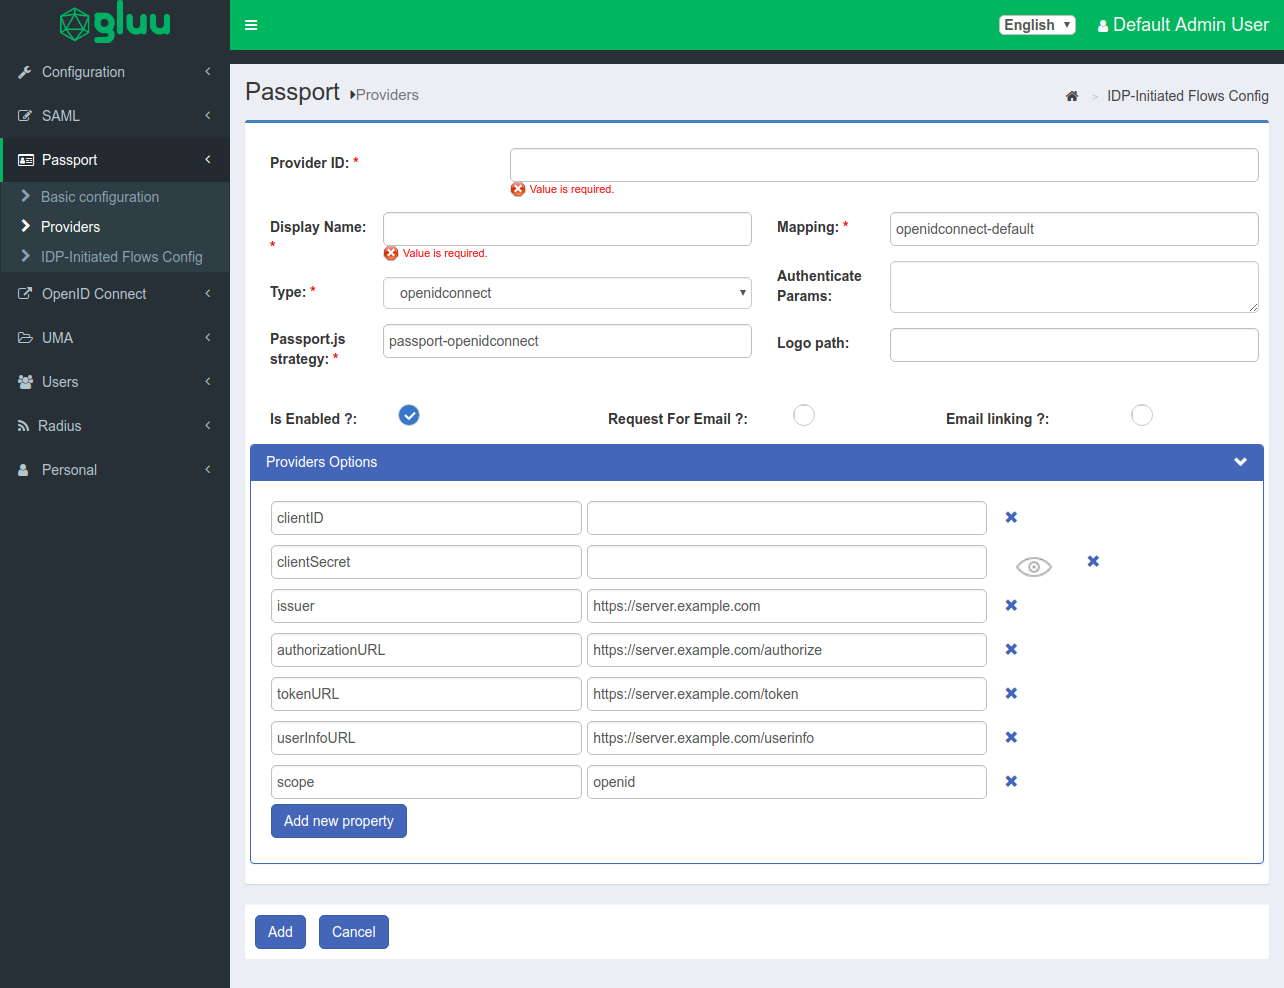 gluu
English
Default Admin User
Configuration
SAML
Passport
Basic configuration
Providers
IDP-Initiated Flows Config
OpenID Connect
UMA
Users
Radius
Personal
Passport Providers
> IDP-Initiated Flows Config
Provider ID: *
Value is required.
Display Name: *
Value is required.
Mapping: *
openidconnect-default
Type: *
openidconnect
Authenticate
Params:
Passport.js
strategy: *
passport-openidconnect
Logo path:
Is Enabled ?:
Request For Email ?:
Email linking ?:
Providers Options
clientID
clientSecret
issuer
https://server.example.com
authorizationURL
https://server.example.com/authorize
tokenURL
https://server.example.com/token
userInfoURL
https://server.example.com/userinfo
scope
openid
Add new property
Add
Cancel